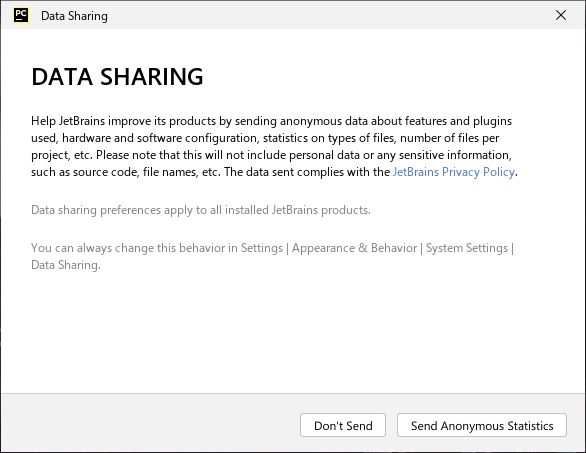 PC
Data Sharing
DATA SHARING
Help JetBrains improve its products by sending anonymous data about features and plugins
used, hardware and software configuration, statistics on types of files, number of files per
project, etc. Please note that this will not include personal data or any sensitive information,
such as source code, file names, etc. The data sent complies with the JetBrains Privacy Policy.
Data sharing preferences apply to all installed JetBrains products.
You can always change this behavior in Settings | Appearance & Behavior | System Settings |
Data Sharing.
Don't Send
Send Anonymous Statistics